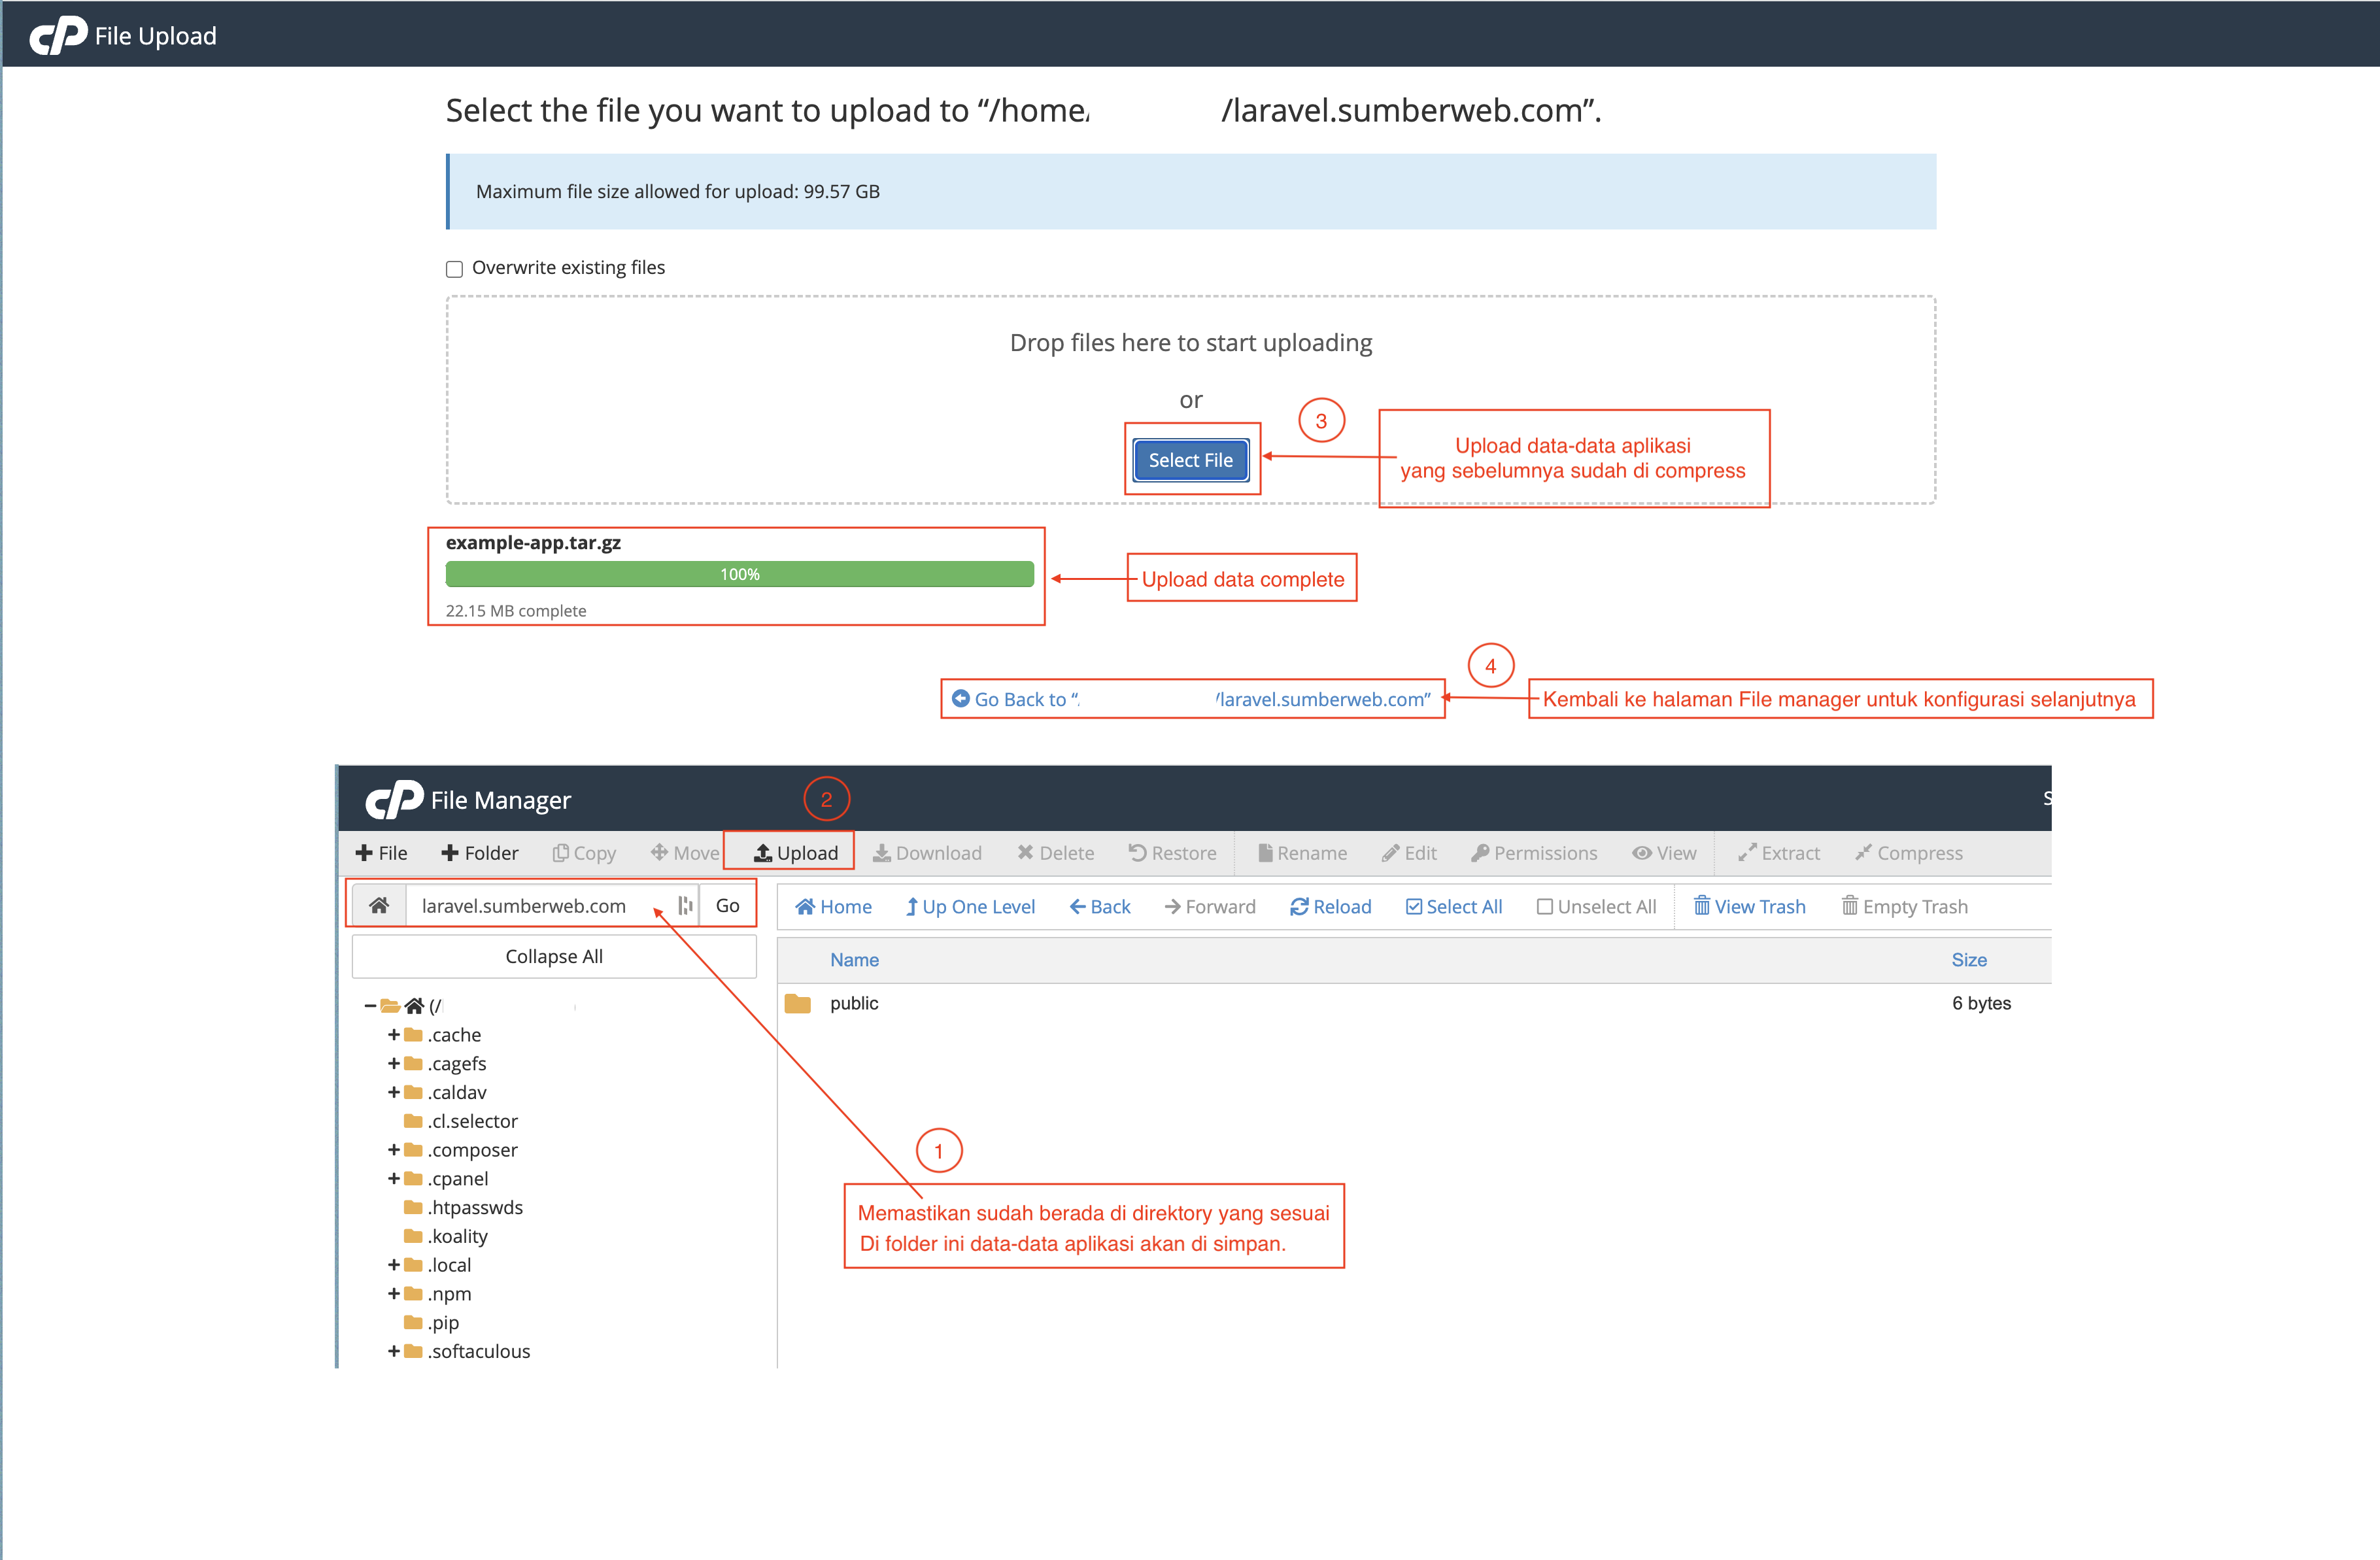 cP File Upload
Select the file you want to upload to “/home/ /laravel.sumberweb.com”.
Maximum file size allowed for upload: 99.57 GB
Overwrite existing files
Drop files here to start uploading
or
3
Select File
Upload data-data aplikasi
yang sebelumnya sudah di compress
example-app.tar.gz
100%
22.15 MB complete
Upload data complete
4
Go Back to “ /laravel.sumberweb.com”
Kembali ke halaman File manager untuk konfigurasi selanjutnya
cP File Manager
2
S
File Folder Copy Move Upload Download Delete Restore Rename Edit Permissions View Extract Compress
laravel.sumberweb.com Go
Home Up One Level Back Forward Reload Select All Unselect All View Trash Empty Trash
Collapse All
Name Size
(/
public 6 bytes
.cache
.cagefs
.caldav
.cl.selector
.composer
.cpanel
.htpasswds
.koality
.local
.npm
.pip
.softaculous
1
Memastikan sudah berada di direktory yang sesuai
Di folder ini data-data aplikasi akan di simpan.